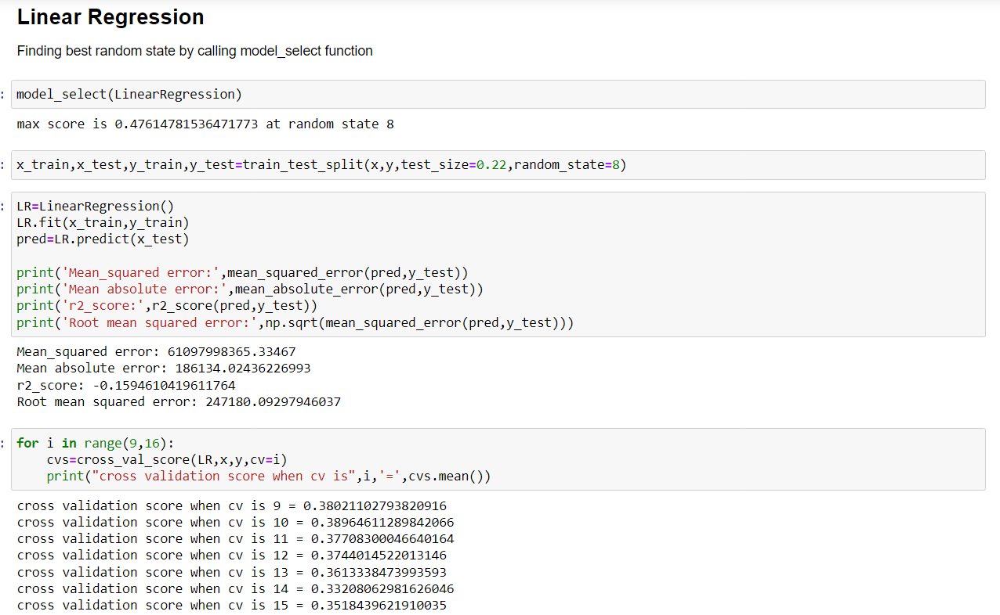 Linear Regression
Finding best random state by calling model_select function
: model_select(LinearRegression)
max score is 0.47614781536471773 at random state 8
: x_train,x_test,y_train,y_test=train_test_split(x,y,test_size=0.22,random_state=8)
: LR=LinearRegression()
LR.fit(x_train,y_train)
pred=LR.predict(x_test)
print('Mean_squared error:',mean_squared_error(pred,y_test))
print('Mean absolute error:',mean_absolute_error(pred,y_test))
print('r2_score:',r2_score(pred,y_test))
print('Root mean squared error:',np.sqrt(mean_squared_error(pred,y_test)))
Mean_squared error: 61097998365.33467
Mean absolute error: 186134.02436226993
r2_score: -0.1594610419611764
Root mean squared error: 247180.09297946037
: for i in range(9,16):
    cvs=cross_val_score(LR,x,y,cv=i)
    print("cross validation score when cv is",i,'=',cvs.mean())
cross validation score when cv is 9 = 0.38021102793820916
cross validation score when cv is 10 = 0.38964611289842066
cross validation score when cv is 11 = 0.37708300046640164
cross validation score when cv is 12 = 0.3744014522013146
cross validation score when cv is 13 = 0.3613338473993593
cross validation score when cv is 14 = 0.33208062981626046
cross validation score when cv is 15 = 0.3518439621910035